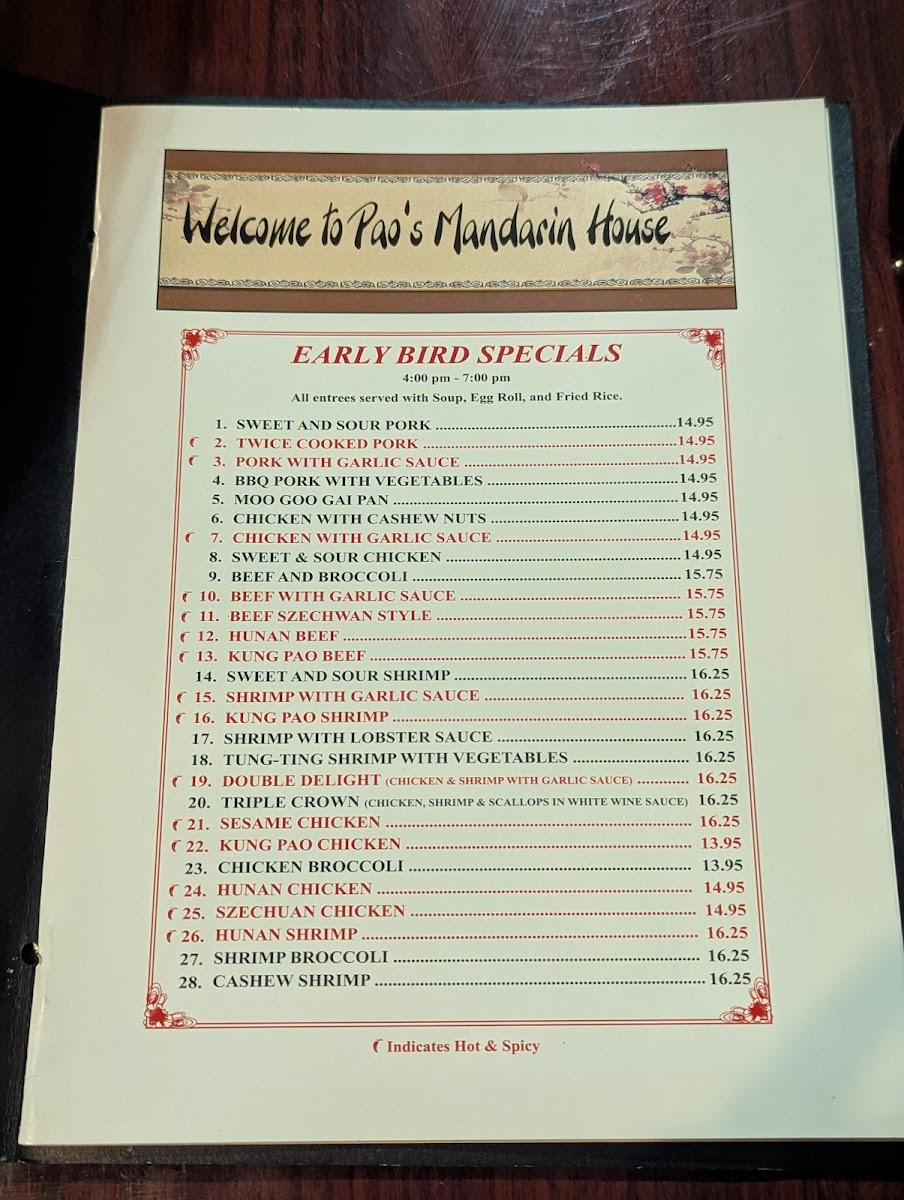 Welcome to Pao's Mandarin House
EARLY BIRD SPECIALS
4:00 pm - 7:00 pm
All entrees served with Soup, Egg Roll, and Fried Rice.
1. SWEET AND SOUR PORK 14.95
2. TWICE COOKED PORK 14.95
3. PORK WITH GARLIC SAUCE 14.95
4. BBQ PORK WITH VEGETABLES 14.95
5. MOO GOO GAI PAN 14.95
6. CHICKEN WITH CASHEW NUTS 14.95
7. CHICKEN WITH GARLIC SAUCE 14.95
8. SWEET & SOUR CHICKEN 14.95
9. BEEF AND BROCCOLI 15.75
10. BEEF WITH GARLIC SAUCE 15.75
11. BEEF SZECHWAN STYLE 15.75
12. HUNAN BEEF 15.75
13. KUNG PAO BEEF 15.75
14. SWEET AND SOUR SHRIMP 16.25
15. SHRIMP WITH GARLIC SAUCE 16.25
16. KUNG PAO SHRIMP 16.25
17. SHRIMP WITH LOBSTER SAUCE 16.25
18. TUNG-TING SHRIMP WITH VEGETABLES 16.25
19. DOUBLE DELIGHT (CHICKEN & SHRIMP WITH GARLIC SAUCE) 16.25
20. TRIPLE CROWN (CHICKEN, SHRIMP & SCALLOPS IN WHITE WINE SAUCE) 16.25
21. SESAME CHICKEN 16.25
22. KUNG PAO CHICKEN 13.95
23. CHICKEN BROCCOLI 13.95
24. HUNAN CHICKEN 14.95
25. SZECHUAN CHICKEN 14.95
26. HUNAN SHRIMP 16.25
27. SHRIMP BROCCOLI 16.25
28. CASHEW SHRIMP 16.25
Indicates Hot & Spicy